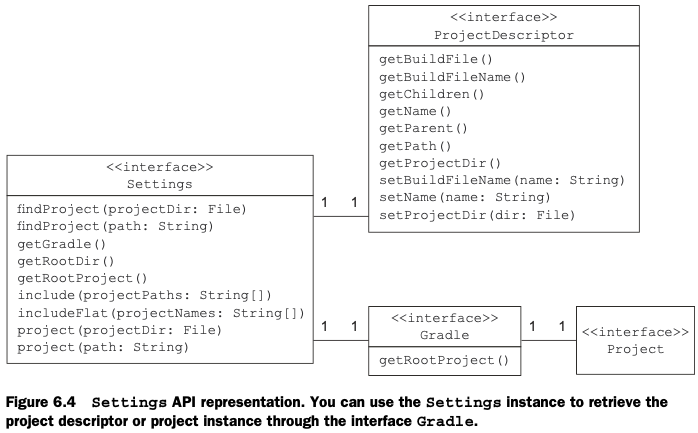 <<interface>>
ProjectDescriptor
getBuildFile()
getBuildFileName()
getChildren()
getName()
getParent()
getPath()
getProjectDir()
setBuildFileName(name: String)
setName(name: String)
setProjectDir(dir: File)
<<interface>>
Settings
findProject(projectDir: File)
findProject(path: String)
getGradle()
getRootDir()
getRootProject()
include(projectPaths: String[])
includeFlat(projectNames: String[])
project(projectDir: File)
project(path: String)
1 1
1 1
<<interface>>
Gradle
getRootProject()
1 1
<<interface>>
Project
Figure 6.4 Settings API representation. You can use the Settings instance to retrieve the
project descriptor or project instance through the interface Gradle.